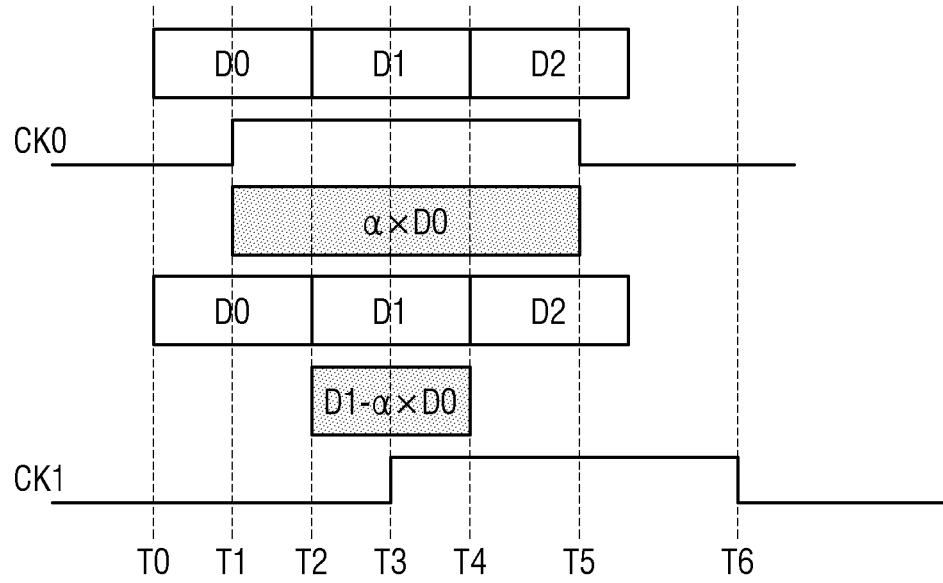 D0 D1 D2
CK0
α×D0
D0 D1 D2
D1-α×D0
CK1
T0 T1 T2 T3 T4 T5 T6